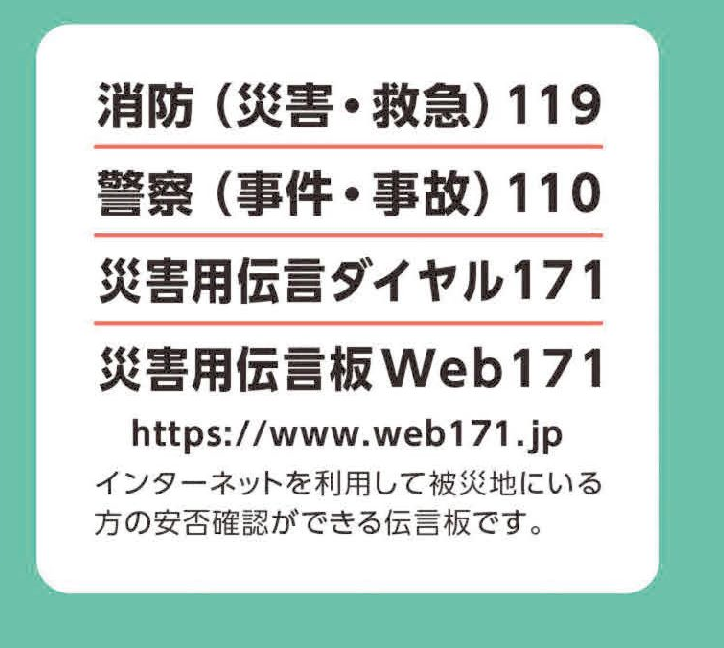 消防（災害・救急）119
警察（事件・事故）110
災害用伝言ダイヤル171
災害用伝言板Web171
https://www.web171.jp
インターネットを利用して被災地にいる
方の安否確認ができる伝言板です。